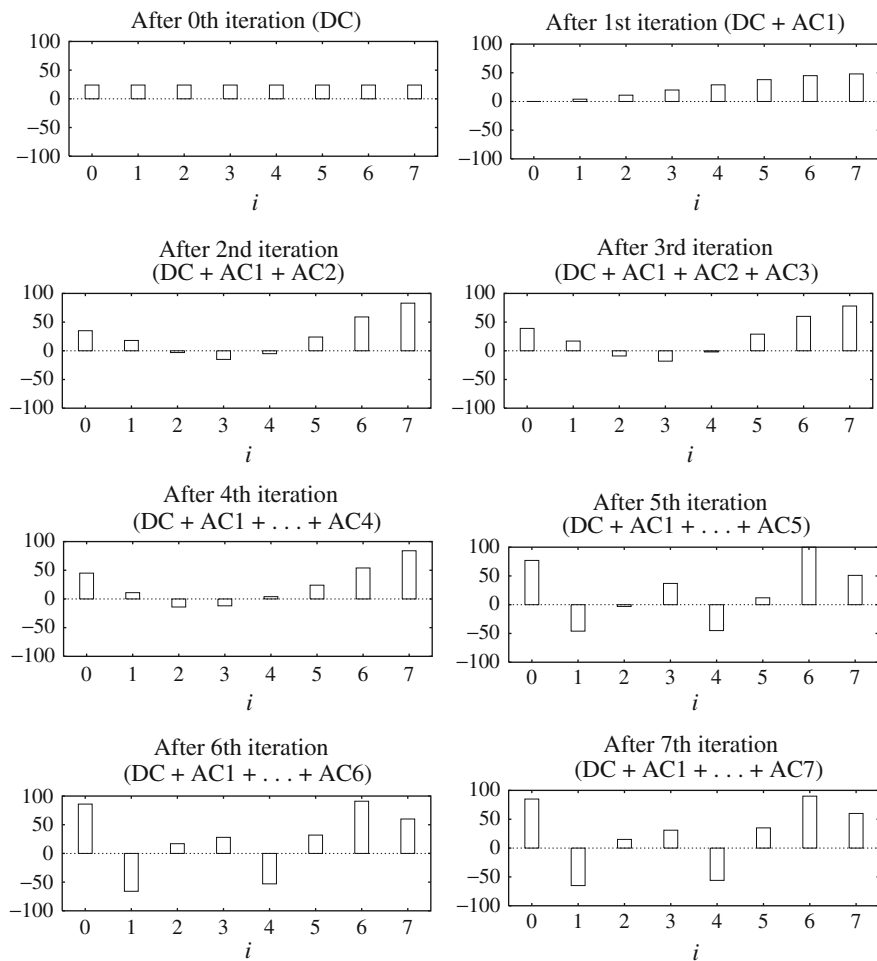 After 0th iteration (DC)
100
50
0
−50
−100
0 1 2 3 4 5 6 7
i
After 1st iteration (DC + AC1)
100
50
0
−50
−100
0 1 2 3 4 5 6 7
i
After 2nd iteration
(DC + AC1 + AC2)
100
50
0
−50
−100
0 1 2 3 4 5 6 7
i
After 3rd iteration
(DC + AC1 + AC2 + AC3)
100
50
0
−50
−100
0 1 2 3 4 5 6 7
i
After 4th iteration
(DC + AC1 + . . . + AC4)
100
50
0
−50
−100
0 1 2 3 4 5 6 7
i
After 5th iteration
(DC + AC1 + . . . + AC5)
100
50
0
−50
−100
0 1 2 3 4 5 6 7
i
After 6th iteration
(DC + AC1 + . . . + AC6)
100
50
0
−50
−100
0 1 2 3 4 5 6 7
i
After 7th iteration
(DC + AC1 + . . . + AC7)
100
50
0
−50
−100
0 1 2 3 4 5 6 7
i